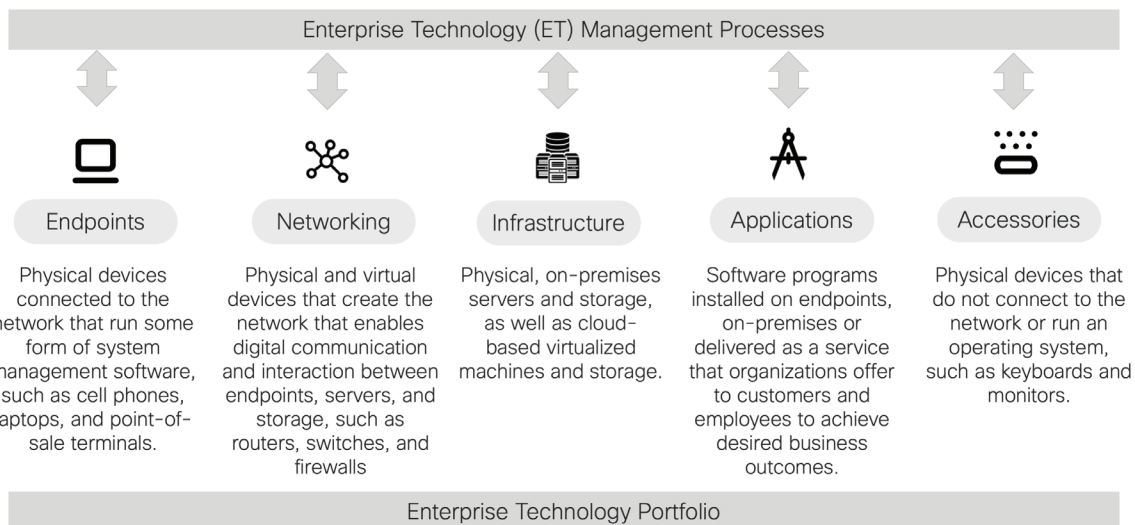 Enterprise Technology (ET) Management Processes
Endpoints
Physical devices
connected to the
network that run some
form of system
management software,
such as cell phones,
laptops, and point-of-
sale terminals.
Networking
Physical and virtual
devices that create the
network that enables
digital communication
and interaction between
endpoints, servers, and
storage, such as
routers, switches, and
firewalls
Infrastructure
Physical, on-premises
servers and storage,
as well as cloud-
based virtualized
machines and storage.
Applications
Software programs
installed on endpoints,
on-premises or
delivered as a service
that organizations offer
to customers and
employees to achieve
desired business
outcomes.
Accessories
Physical devices that
do not connect to the
network or run an
operating system,
such as keyboards and
monitors.
Enterprise Technology Portfolio